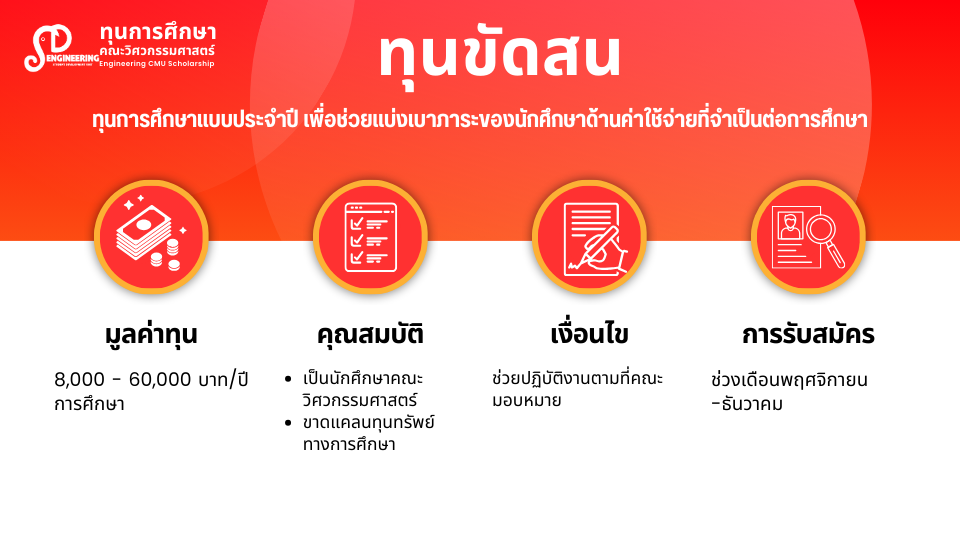 ทุนการศึกษา
คณะวิศวกรรมศาสตร์
Engineering CMU Scholarship
SD
ENGINEERING
ทุนขัดสน
ทุนการศึกษาแบบประจำปี เพื่อช่วยแบ่งเบาภาระของนักศึกษาด้านค่าใช้จ่ายที่จำเป็นต่อการศึกษา
มูลค่าทุน
8,000 - 60,000 บาท/ปี
การศึกษา
คุณสมบัติ
• เป็นนักศึกษาคณะ
วิศวกรรมศาสตร์
• ขาดแคลนทุนทรัพย์
ทางการศึกษา
เงื่อนไข
ช่วยปฏิบัติงานตามที่คณะ
มอบหมาย
การรับสมัคร
ช่วงเดือนพฤศจิกายน
-ธันวาคม